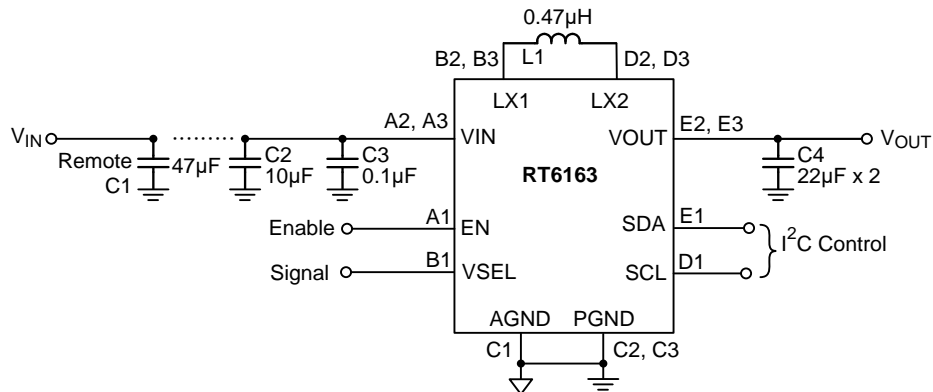 0.47µH
B2, B3
L1
D2, D3
LX1
LX2
VIN
A2, A3
VIN
VOUT
E2, E3
VOUT
Remote
C1
47µF
C2
10µF
C3
0.1µF
RT6163
C4
22µF x 2
Enable
A1
EN
SDA
E1
I²C Control
Signal
B1
VSEL
SCL
D1
AGND
PGND
C1
C2, C3